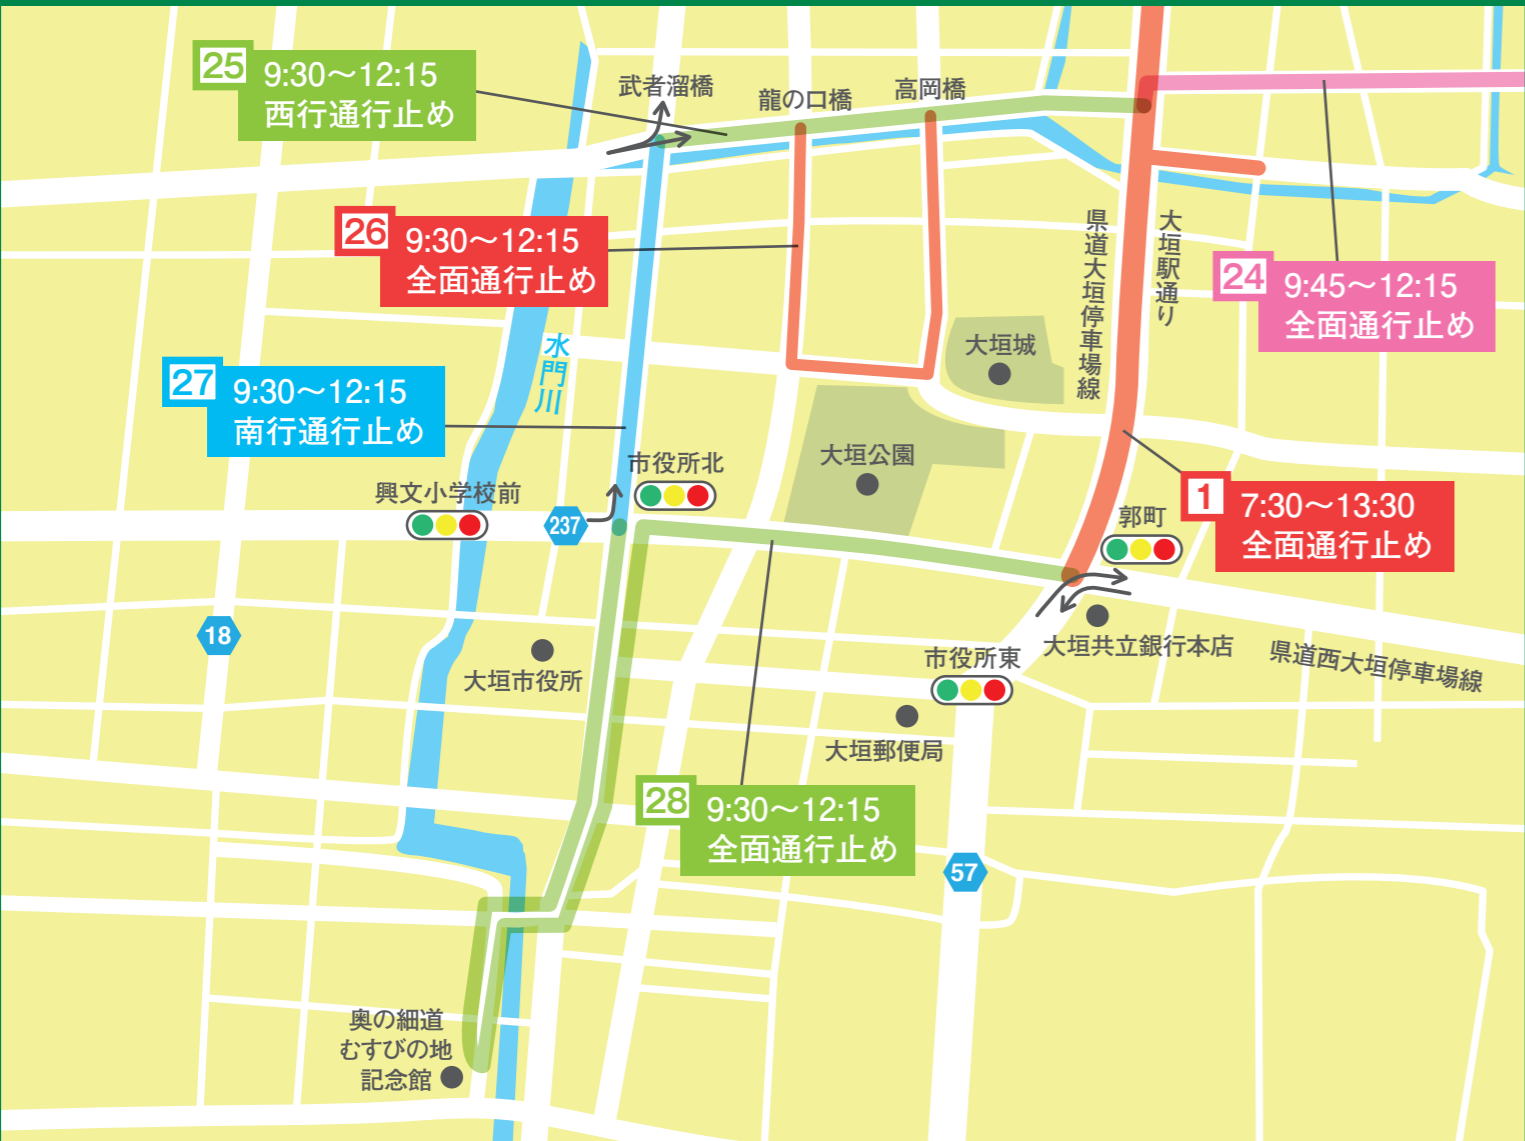 25
9:30～12:15
西行通行止め
武者溜橋
龍の口橋
高岡橋
26
9:30～12:15
全面通行止め
県道大垣停車場線
大垣駅通り
24
9:45～12:15
全面通行止め
水門川
大垣城
27
9:30～12:15
南行通行止め
市役所北
大垣公園
興文小学校前
237
1
7:30～13:30
全面通行止め
郭町
18
大垣市役所
市役所東
大垣共立銀行本店
県道西大垣停車場線
大垣郵便局
28
9:30～12:15
全面通行止め
57
奥の細道
むすびの地
記念館